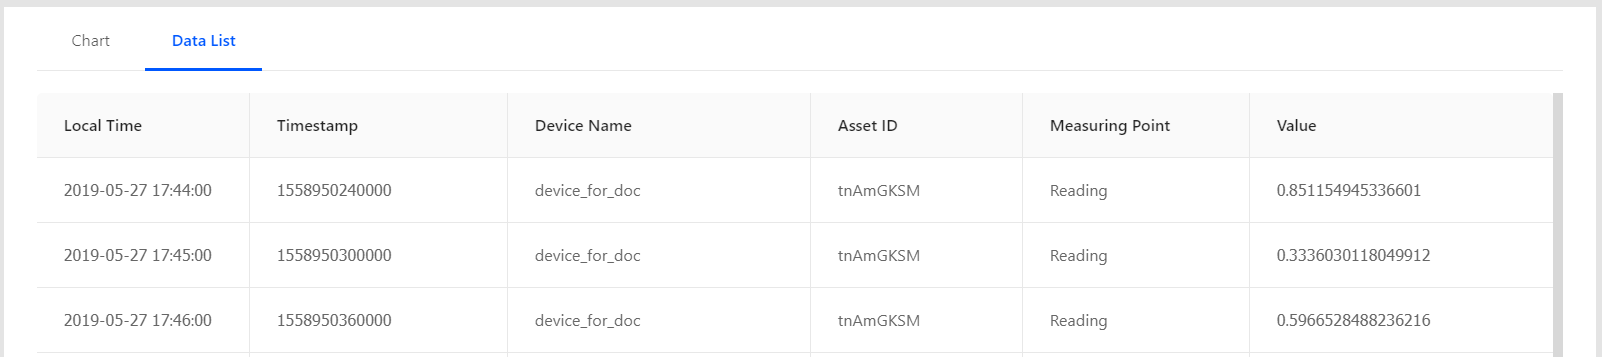 Chart Data List
Local Time Timestamp Device Name Asset ID Measuring Point Value
2019-05-27 17:44:00 1558950240000 device_for_doc tnAmGKSM Reading 0.851154945336601
2019-05-27 17:45:00 1558950300000 device_for_doc tnAmGKSM Reading 0.3336030118049912
2019-05-27 17:46:00 1558950360000 device_for_doc tnAmGKSM Reading 0.5966528488236216